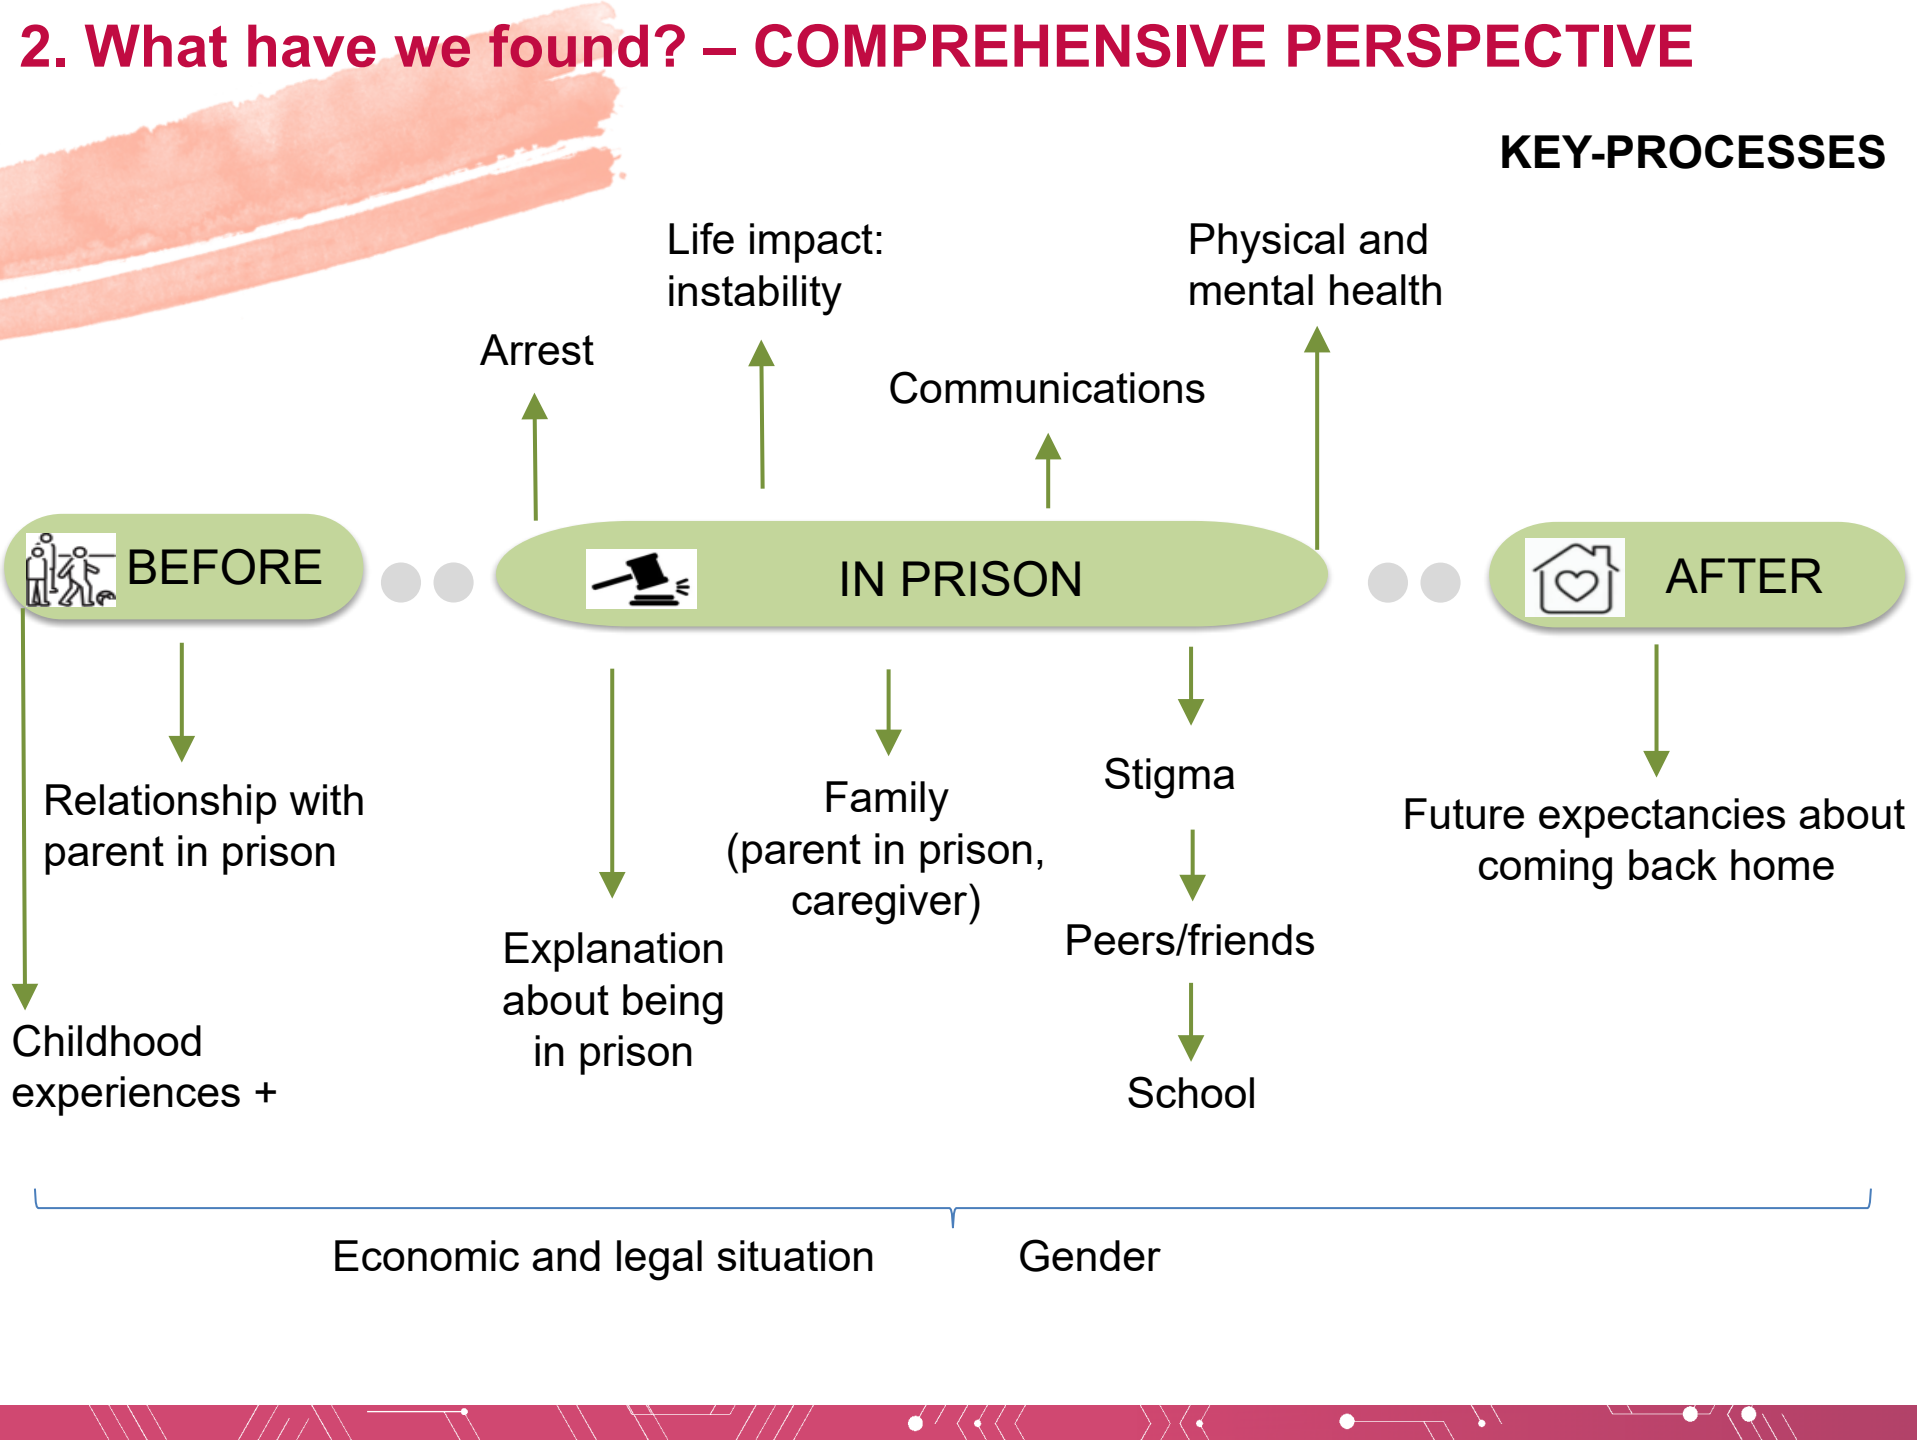 2. What have we found? – COMPREHENSIVE PERSPECTIVE
KEY-PROCESSES
Life impact:
instability
Physical and
mental health
Arrest
Communications
BEFORE
IN PRISON
AFTER
Relationship with
parent in prison
Childhood
experiences +
Explanation
about being
in prison
Family
(parent in prison,
caregiver)
Stigma
Peers/friends
School
Future expectancies about
coming back home
Economic and legal situation
Gender